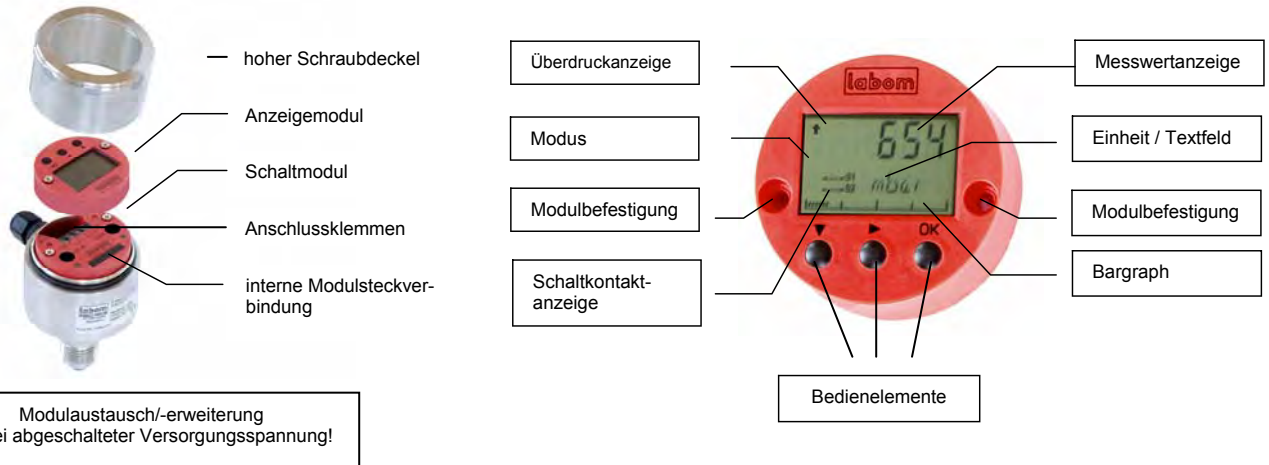 hoher Schraubdeckel
Anzeigemodul
Schaltmodul
Anschlussklemmen
interne Modulsteckver-
bindung
Modulaustausch/-erweiterung
ei abgeschalteter Versorgungsspannung!
Überdruckanzeige
Modus
Modulbefestigung
Schaltkontakt-
anzeige
labom
654
mbar
▼ ► OK
Messwertanzeige
Einheit / Textfeld
Modulbefestigung
Bargraph
Bedienelemente